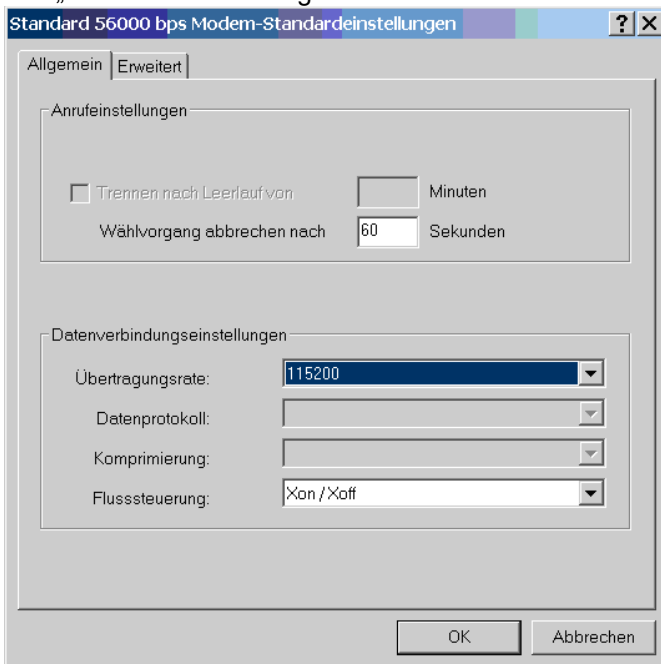 Standard 56000 bps Modem-Standardeinstellungen
Allgemein Erweitert
Anrufeinstellungen
Trennen nach Leerlauf von Minuten
Wählvorgang abbrechen nach 60 Sekunden
Datenverbindungseinstellungen
Übertragungsrate: 115200
Datenprotokoll:
Komprimierung:
Flusssteuerung: Xon / Xoff
OK Abbrechen